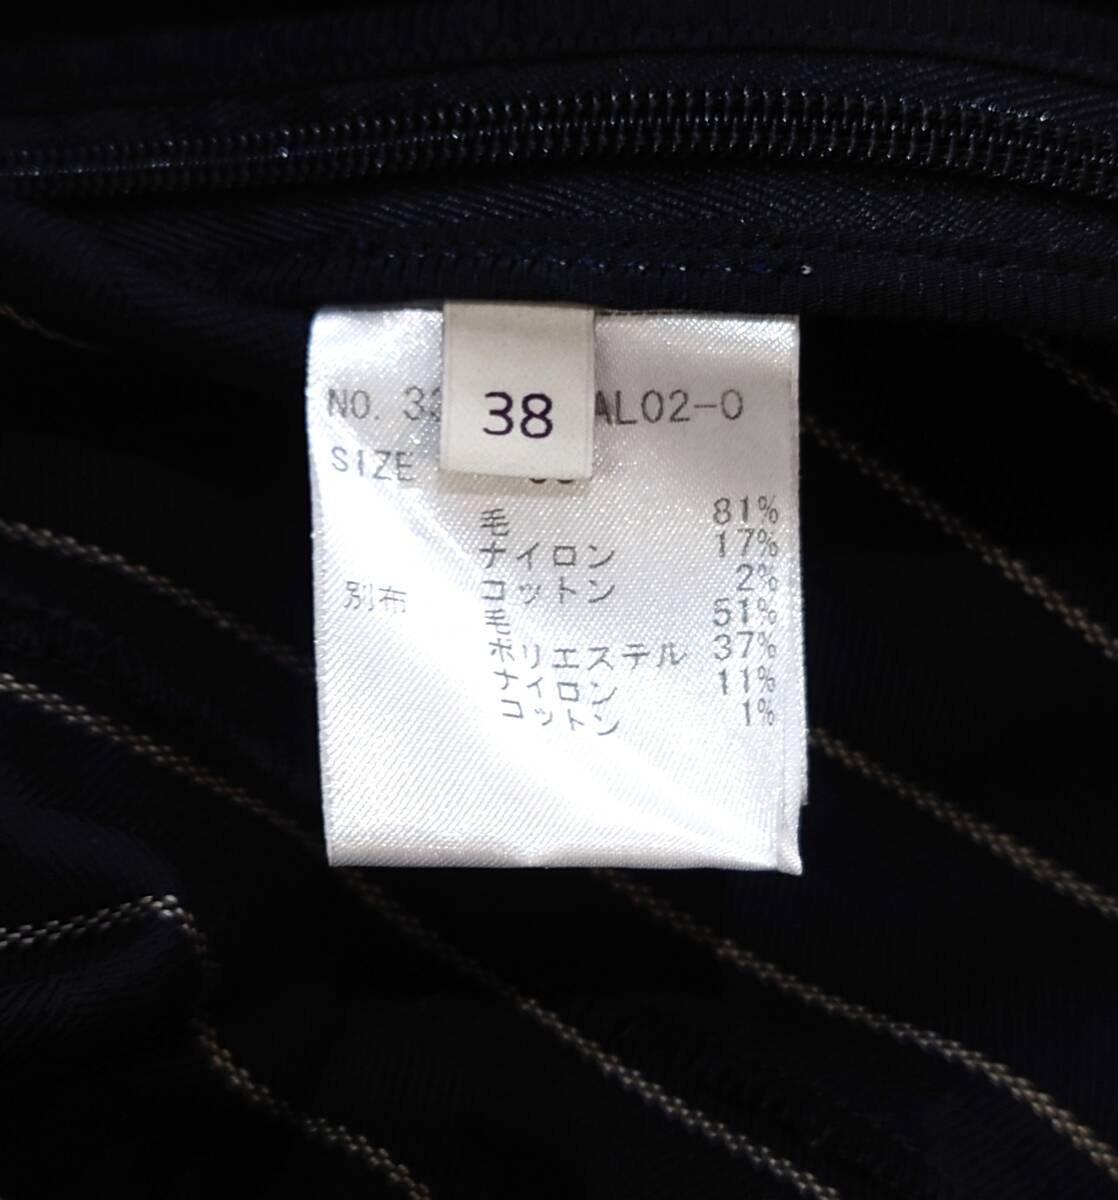 38
NO. 32 AL02-0
SIZE
毛 81%
ナイロン 17%
コットン 2%
別布 毛 51%
ポリエステル 37%
ナイロン 11%
コットン 1%